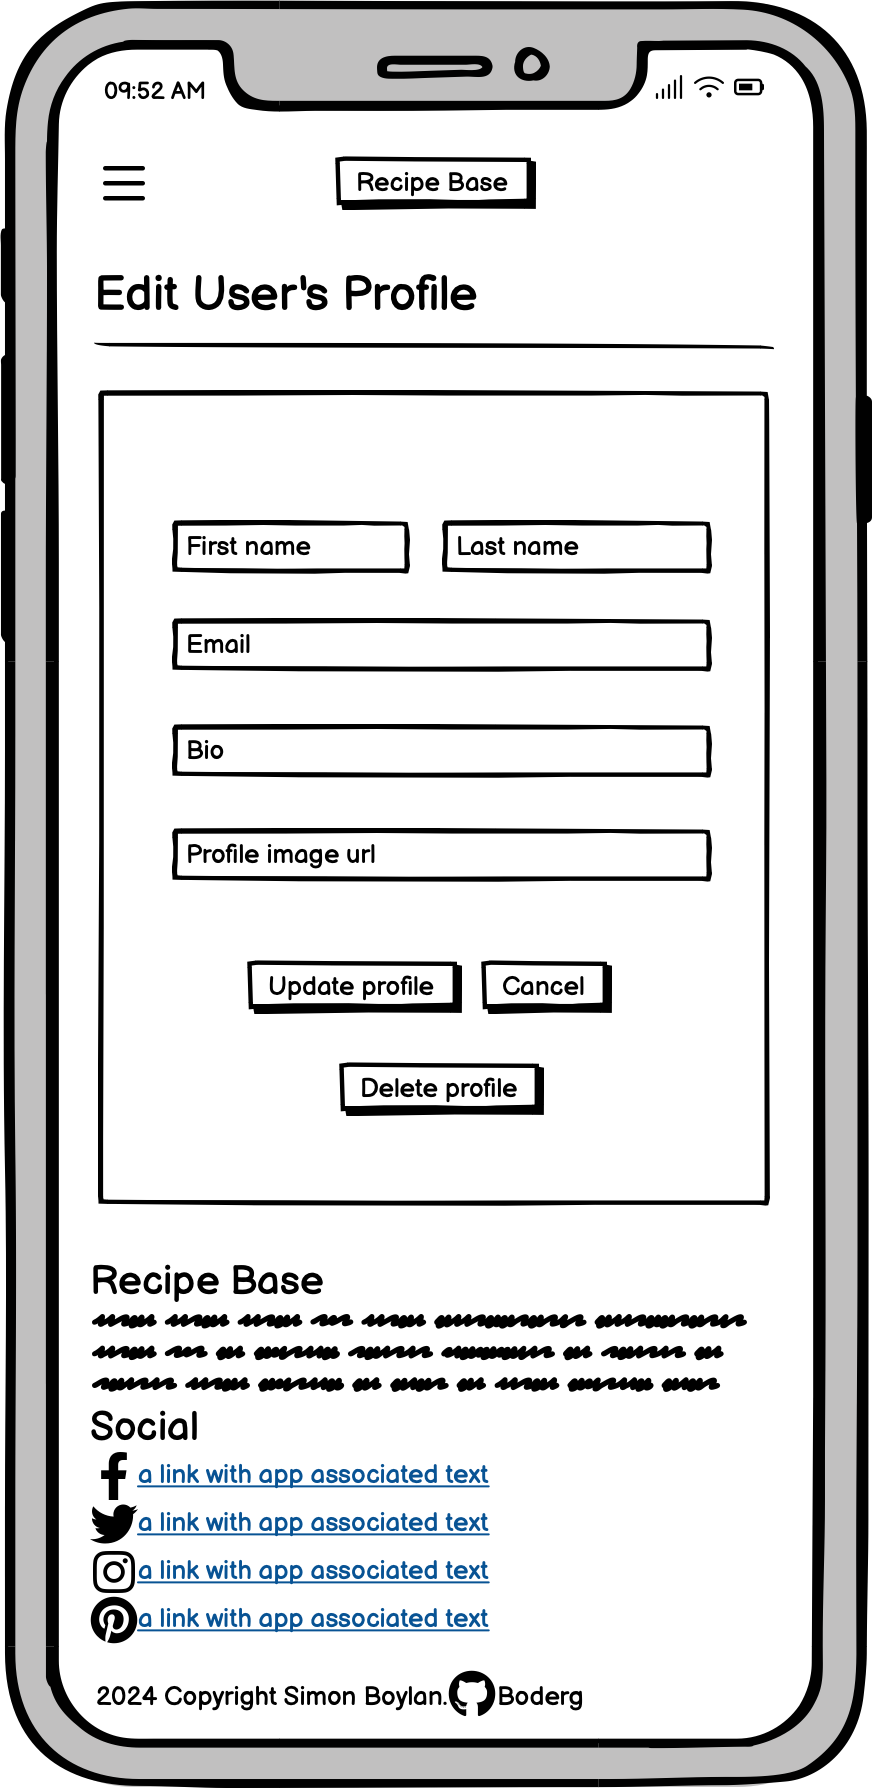 09:52 AM
Recipe Base
Edit User's Profile
First name Last name
Email
Bio
Profile image url
Update profile Cancel
Delete profile
Recipe Base
Social
a link with app associated text
a link with app associated text
a link with app associated text
a link with app associated text
2024 Copyright Simon Boylan. Boderg